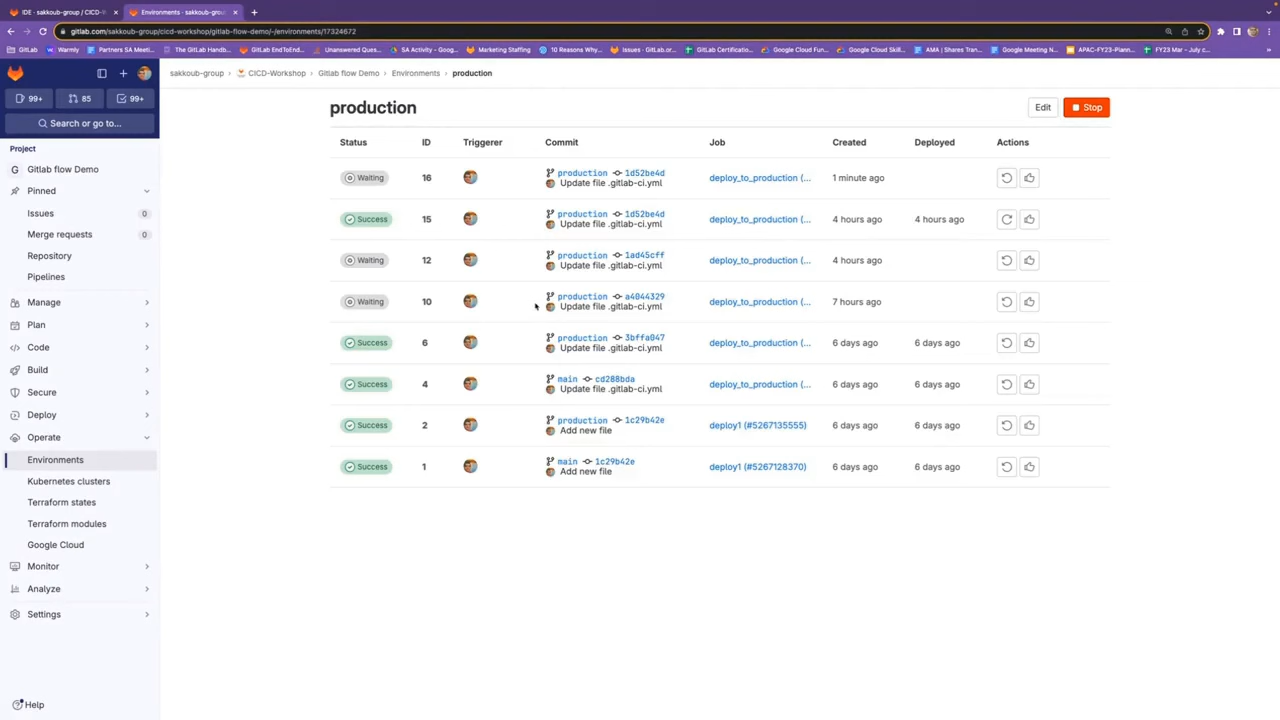 IDE · sakkoub-group / CICD-W
Environments · sakkoub-grou
gitlab.com/sakkoub-group/cicd-workshop/gitlab-flow-demo/-/environments/17324672
GitLab
Warmly
Partners SA Meeti...
The GitLab Handb...
GitLab EndToEnd...
Unanswered Ques...
SA Activity - Goog...
Marketing Staffing
10 Reasons Why...
Issues · GitLab.or...
GitLab Certificatio...
Google Cloud Fun...
Google Cloud Skill...
AMA | Shares Tran...
Google Meeting N...
APAC-FY23-Plann...
FY23 Mar - july c...
sakkoub-group
CICD-Workshop
Gitlab flow Demo
Environments
production
99+
85
99+
Search or go to...
Project
G Gitlab flow Demo
Pinned
Issues 0
Merge requests 0
Repository
Pipelines
Manage
Plan
Code
Build
Secure
Deploy
Operate
Environments
Kubernetes clusters
Terraform states
Terraform modules
Google Cloud
Monitor
Analyze
Settings
Help
production
Edit
Stop
Status ID Triggerer Commit Job Created Deployed Actions
Waiting 16 production 1d52be4d deploy_to_production (... 1 minute ago
Update file .gitlab-ci.yml
Success 15 production 1d52be4d deploy_to_production (... 4 hours ago 4 hours ago
Update file .gitlab-ci.yml
Waiting 12 production 1ad45cff deploy_to_production (... 4 hours ago
Update file .gitlab-ci.yml
Waiting 10 production a4044329 deploy_to_production (... 7 hours ago
Update file .gitlab-ci.yml
Success 6 production 3bffa047 deploy_to_production (... 6 days ago 6 days ago
Update file .gitlab-ci.yml
Success 4 main cd288bda deploy_to_production (... 6 days ago 6 days ago
Update file .gitlab-ci.yml
Success 2 production 1c29b42e deploy1 (#5267135555) 6 days ago 6 days ago
Add new file
Success 1 main 1c29b42e deploy1 (#5267128370) 6 days ago 6 days ago
Add new file